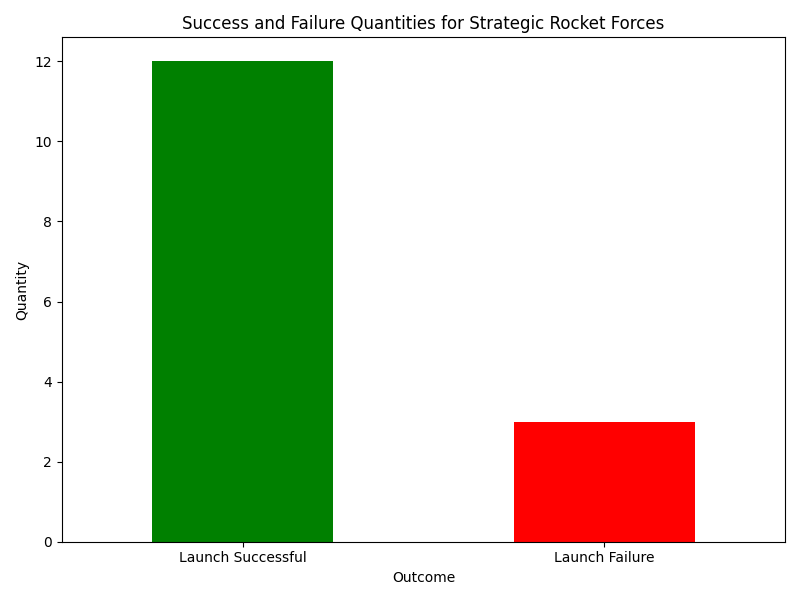 Success and Failure Quantities for Strategic Rocket Forces
12
10
8
6
4
2
0
Quantity
Launch Successful
Launch Failure
Outcome